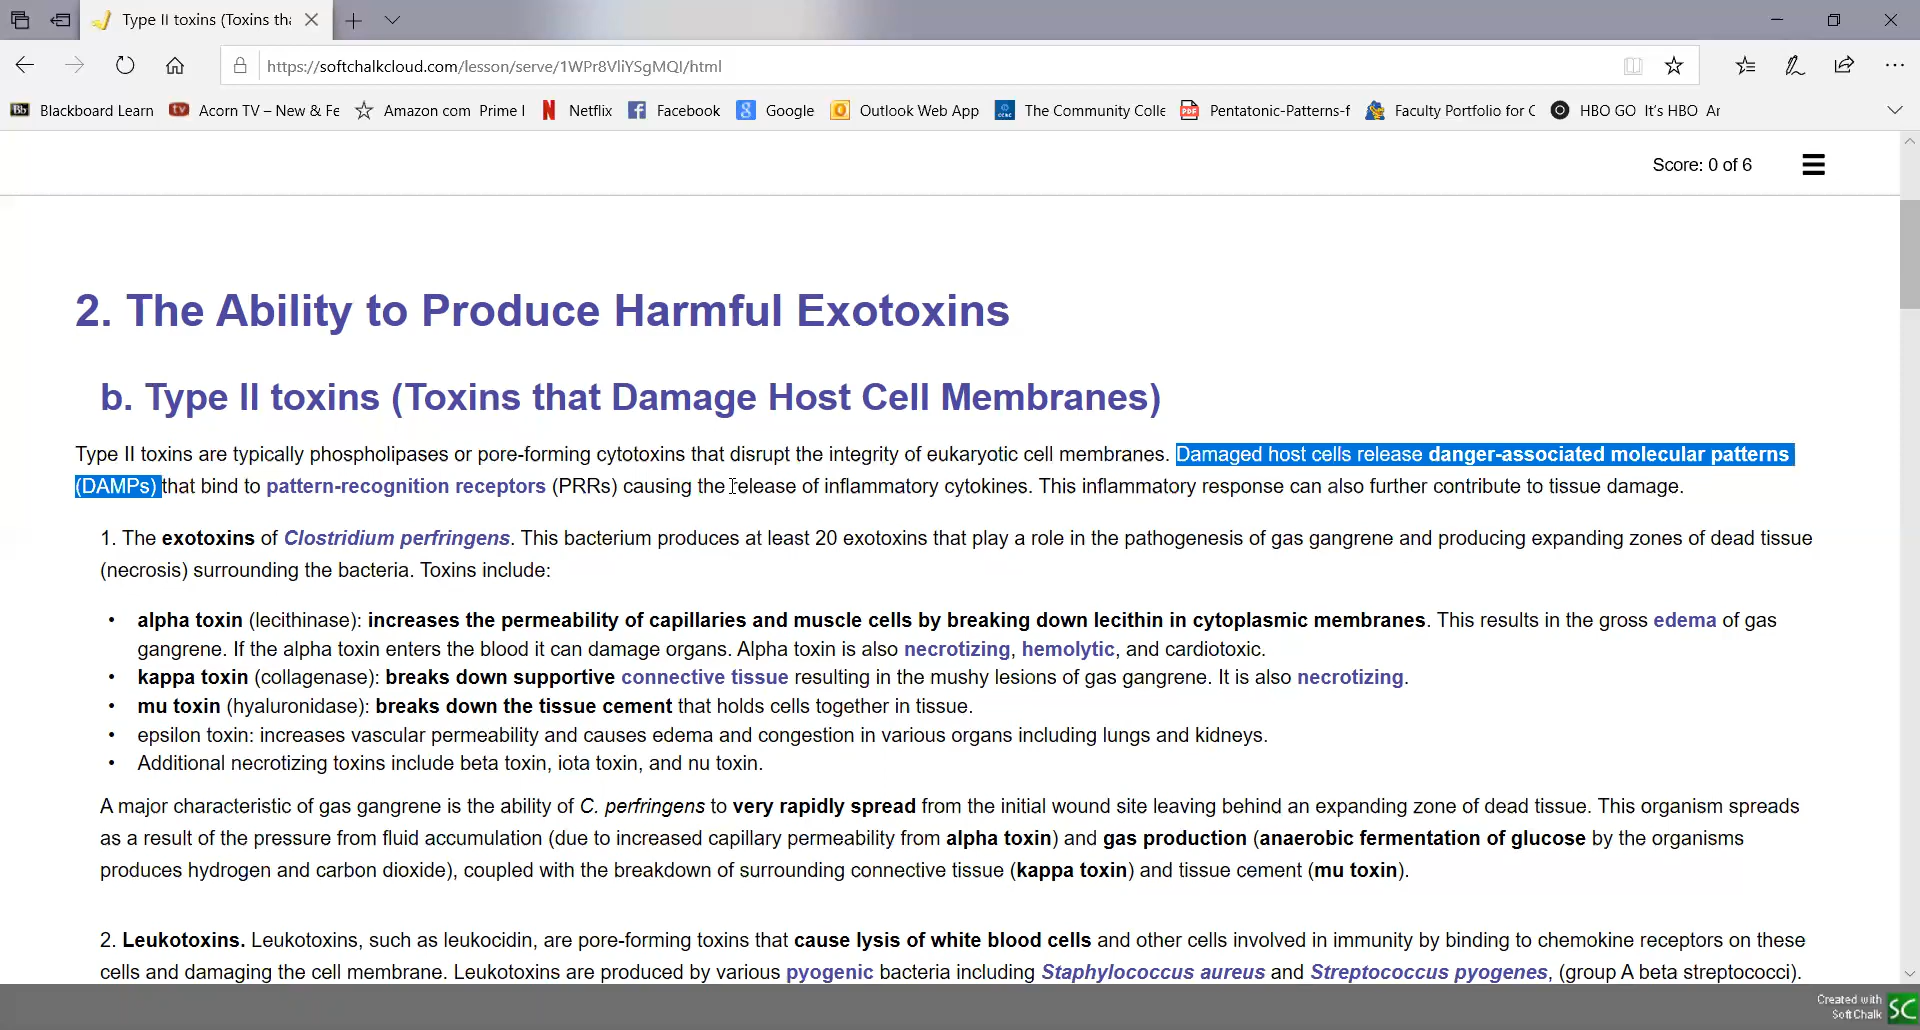 Type II toxins (Toxins tha
https://softchalkcloud.com/lesson/serve/1WPr8VliYSgMQI/html
Bb Blackboard Learn tv Acorn TV – New & Fe Amazon com Prime I N Netflix f Facebook 8 Google Outlook Web App The Community Colle PDF Pentatonic-Patterns-f Faculty Portfolio for C HBO GO It's HBO Ar
Score: 0 of 6
2. The Ability to Produce Harmful Exotoxins
b. Type II toxins (Toxins that Damage Host Cell Membranes)
Type II toxins are typically phospholipases or pore-forming cytotoxins that disrupt the integrity of eukaryotic cell membranes. Damaged host cells release danger-associated molecular patterns
(DAMPs) that bind to pattern-recognition receptors (PRRs) causing the release of inflammatory cytokines. This inflammatory response can also further contribute to tissue damage.
1. The exotoxins of Clostridium perfringens. This bacterium produces at least 20 exotoxins that play a role in the pathogenesis of gas gangrene and producing expanding zones of dead tissue
(necrosis) surrounding the bacteria. Toxins include:
• alpha toxin (lecithinase): increases the permeability of capillaries and muscle cells by breaking down lecithin in cytoplasmic membranes. This results in the gross edema of gas
gangrene. If the alpha toxin enters the blood it can damage organs. Alpha toxin is also necrotizing, hemolytic, and cardiotoxic.
• kappa toxin (collagenase): breaks down supportive connective tissue resulting in the mushy lesions of gas gangrene. It is also necrotizing.
• mu toxin (hyaluronidase): breaks down the tissue cement that holds cells together in tissue.
• epsilon toxin: increases vascular permeability and causes edema and congestion in various organs including lungs and kidneys.
• Additional necrotizing toxins include beta toxin, iota toxin, and nu toxin.
A major characteristic of gas gangrene is the ability of C. perfringens to very rapidly spread from the initial wound site leaving behind an expanding zone of dead tissue. This organism spreads
as a result of the pressure from fluid accumulation (due to increased capillary permeability from alpha toxin) and gas production (anaerobic fermentation of glucose by the organisms
produces hydrogen and carbon dioxide), coupled with the breakdown of surrounding connective tissue (kappa toxin) and tissue cement (mu toxin).
2. Leukotoxins. Leukotoxins, such as leukocidin, are pore-forming toxins that cause lysis of white blood cells and other cells involved in immunity by binding to chemokine receptors on these
cells and damaging the cell membrane. Leukotoxins are produced by various pyogenic bacteria including Staphylococcus aureus and Streptococcus pyogenes, (group A beta streptococci).
Created with
SoftChalk SC